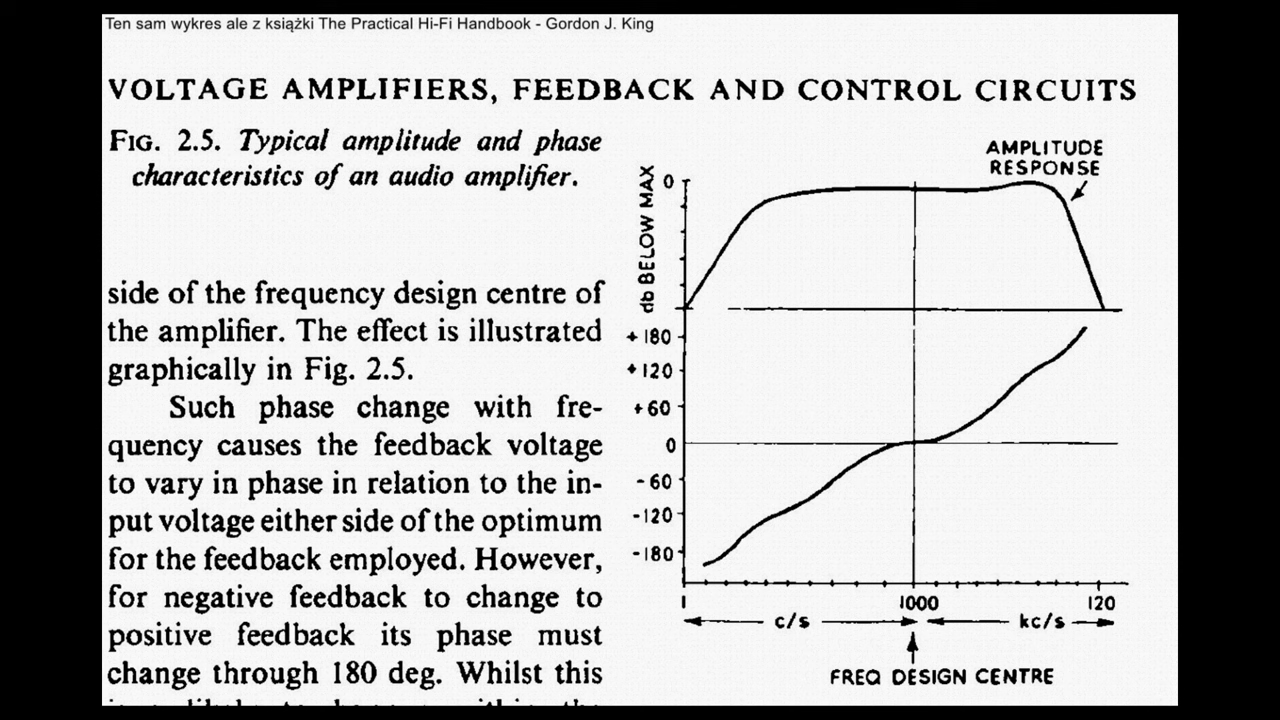 Ten sam wykres ale z książki The Practical Hi-Fi Handbook - Gordon J. King
VOLTAGE AMPLIFIERS, FEEDBACK AND CONTROL CIRCUITS
FIG. 2.5. Typical amplitude and phase
characteristics of an audio amplifier.
side of the frequency design centre of
the amplifier. The effect is illustrated
graphically in Fig. 2.5.
Such phase change with fre-
quency causes the feedback voltage
to vary in phase in relation to the in-
put voltage either side of the optimum
for the feedback employed. However,
for negative feedback to change to
positive feedback its phase must
change through 180 deg. Whilst this
AMPLITUDE
RESPONSE
db BELOW MAX
0
+180
+120
+60
0
-60
-120
-180
1
1000
120
c/s
kc/s
FREQ DESIGN CENTRE